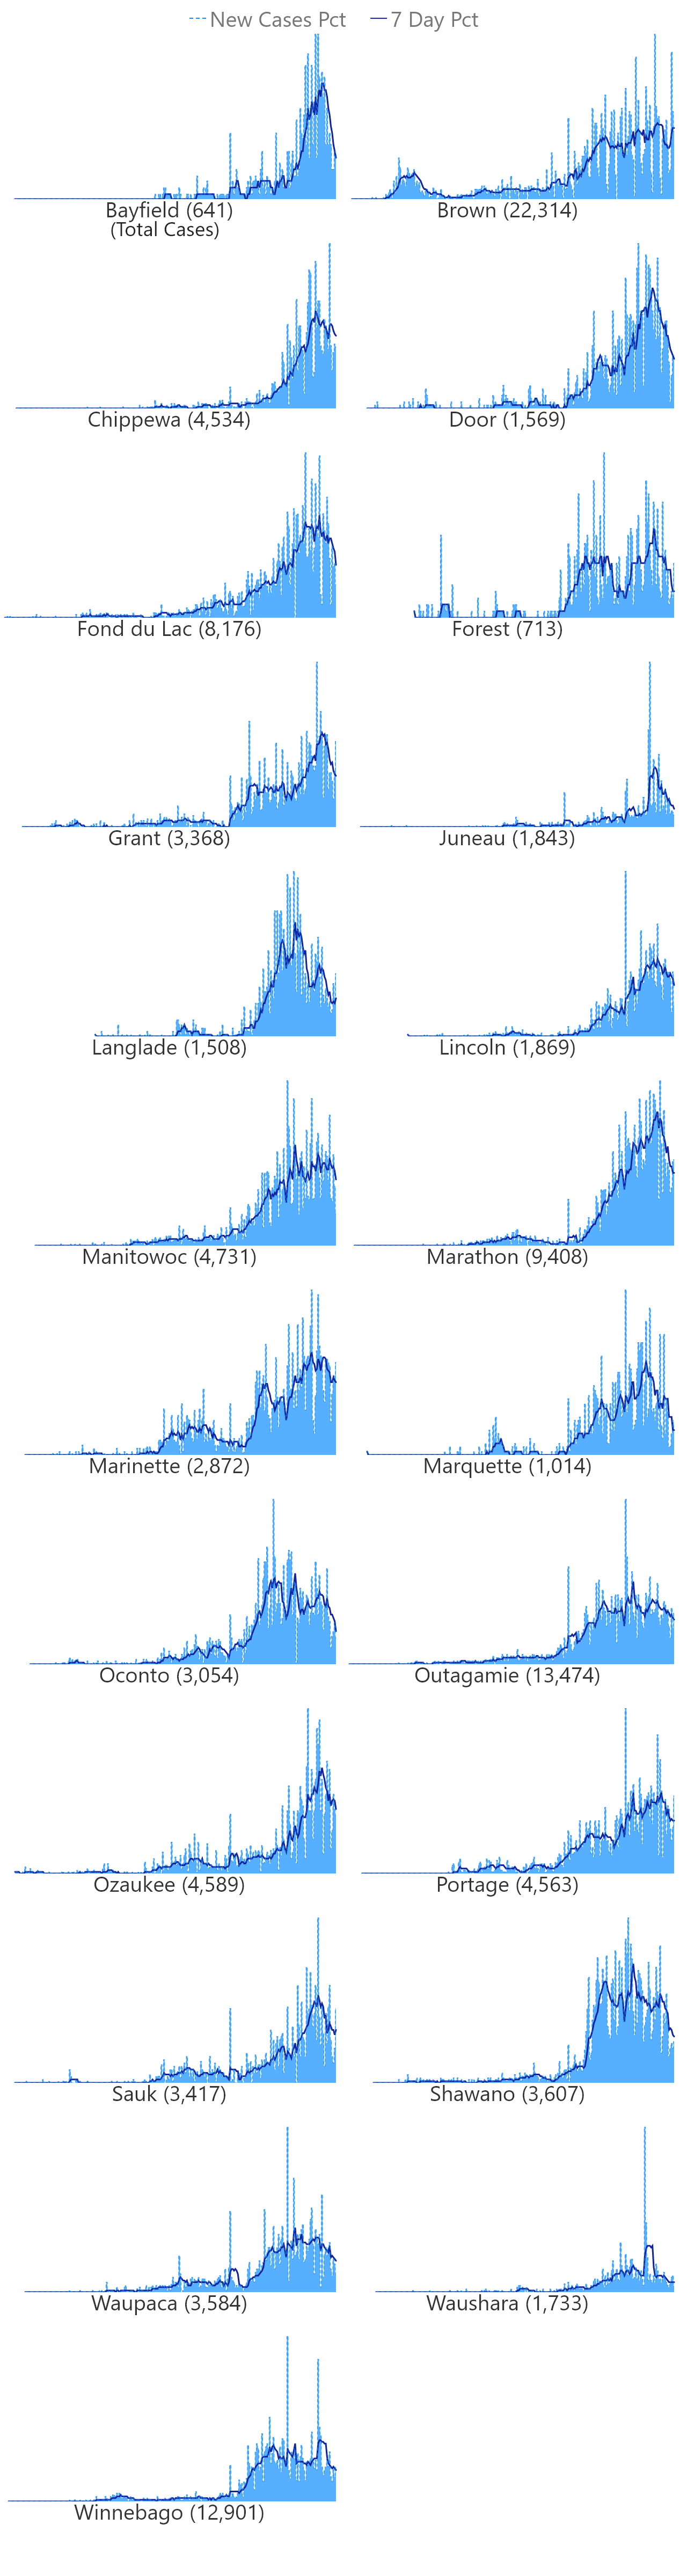 New Cases Pct 7 Day Pct
Bayfield (641) Brown (22,314)
(Total Cases)
Chippewa (4,534) Door (1,569)
Fond du Lac (8,176) Forest (713)
Grant (3,368) Juneau (1,843)
Langlade (1,508) Lincoln (1,869)
Manitowoc (4,731) Marathon (9,408)
Marinette (2,872) Marquette (1,014)
Oconto (3,054) Outagamie (13,474)
Ozaukee (4,589) Portage (4,563)
Sauk (3,417) Shawano (3,607)
Waupaca (3,584) Waushara (1,733)
Winnebago (12,901)